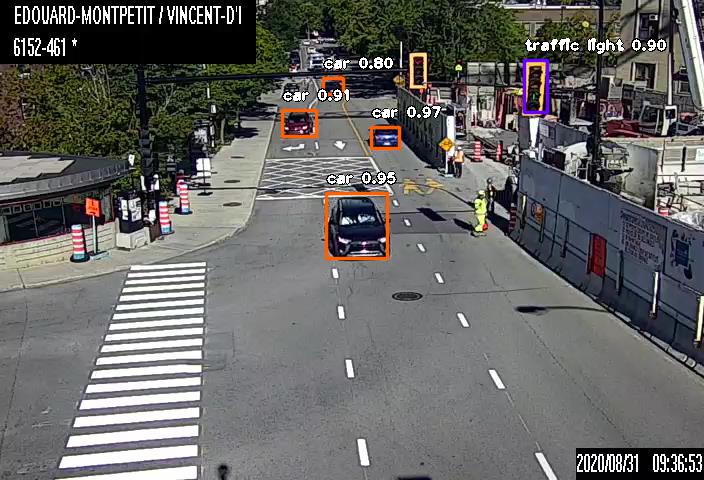 EDOUARD-MONTPETIT / VINCENT-D'I
6152-461 *
car 0.80
traffic light 0.90
car 0.91
car 0.97
car 0.95
2020/08/31 09:36:53